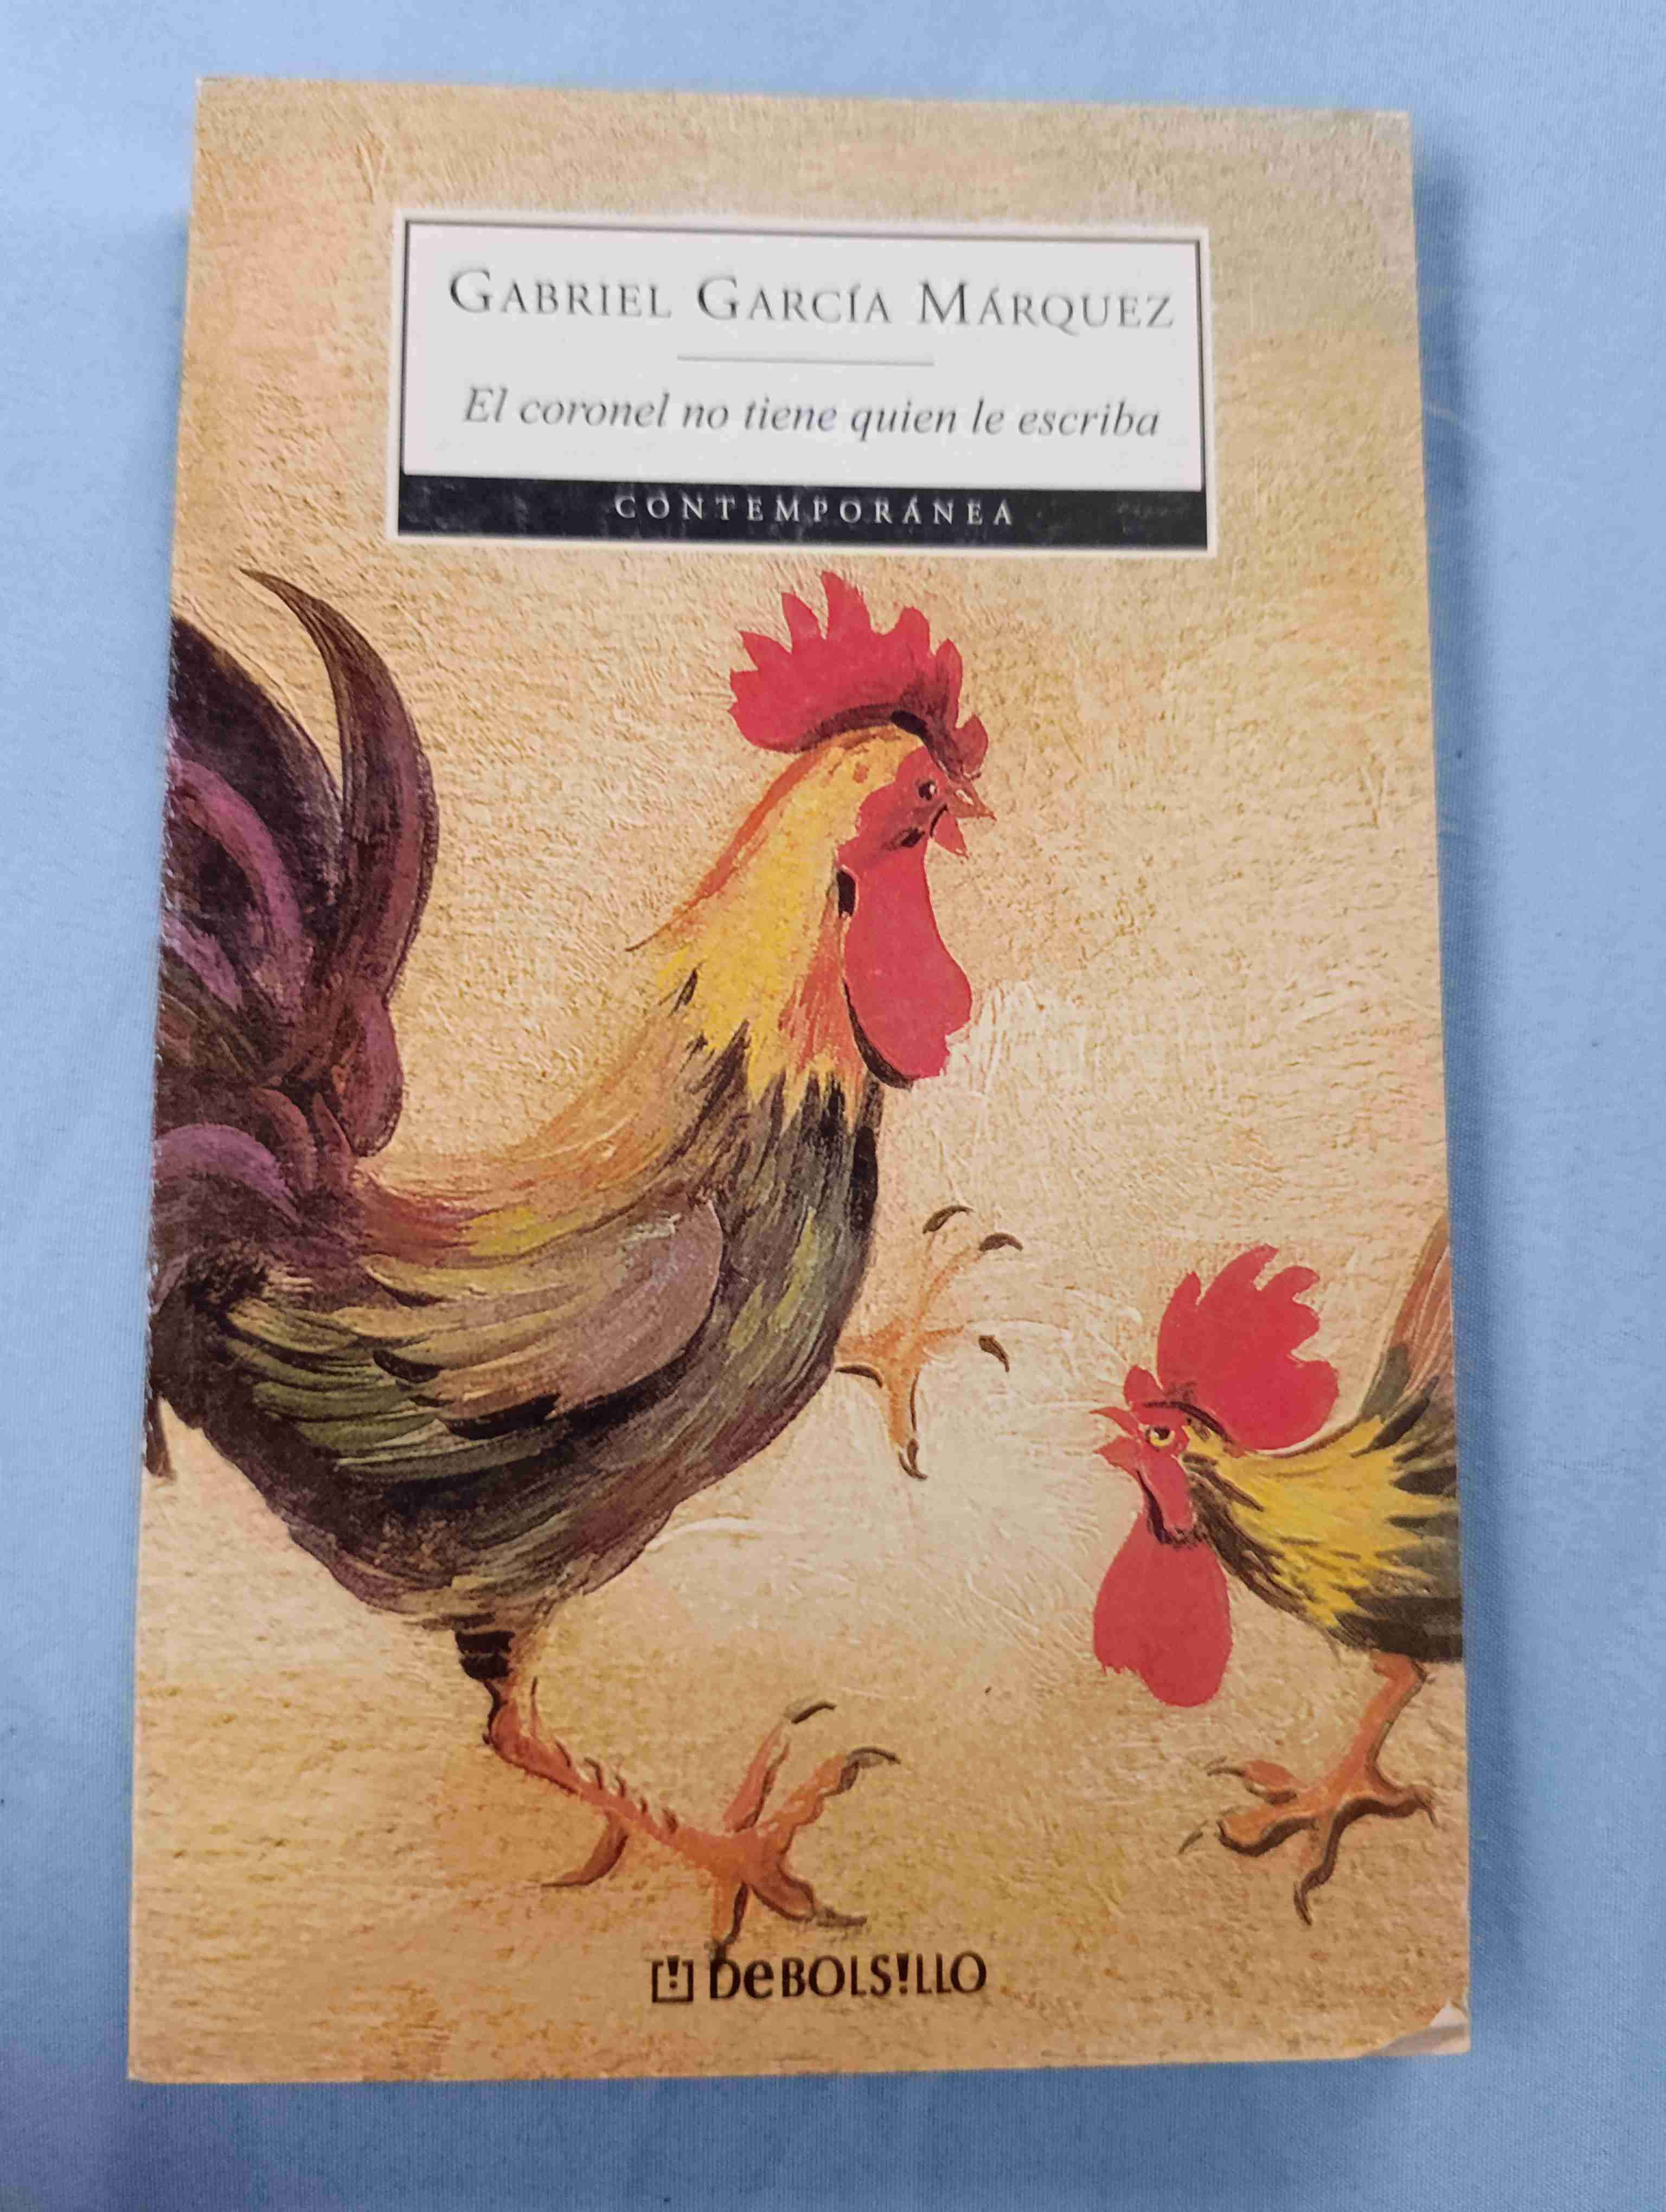 GABRIEL GARCÍA MÁRQUEZ
El coronel no tiene quien le escriba
CONTEMPORÁNEA
[!] DeBOLS!LLO